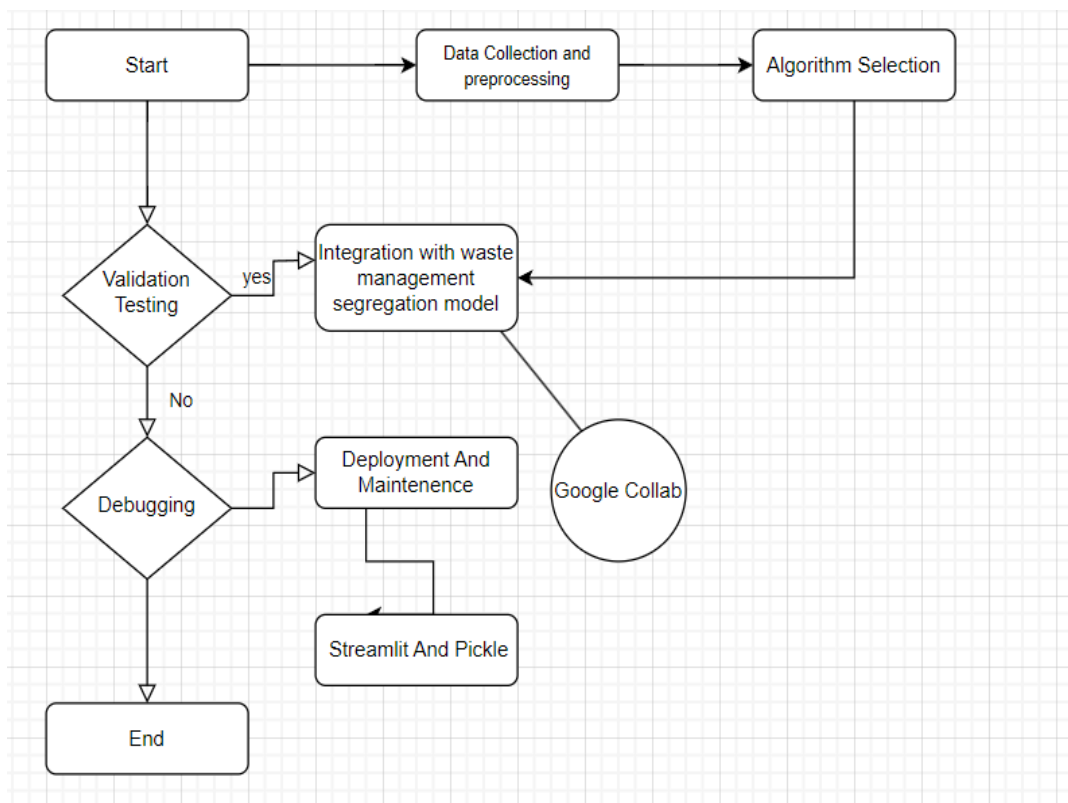 Start
Data Collection and
preprocessing
Algorithm Selection
Validation
Testing
yes
Integration with waste
management
segregation model
No
Debugging
Deployment And
Maintenence
Google Collab
Streamlit And Pickle
End